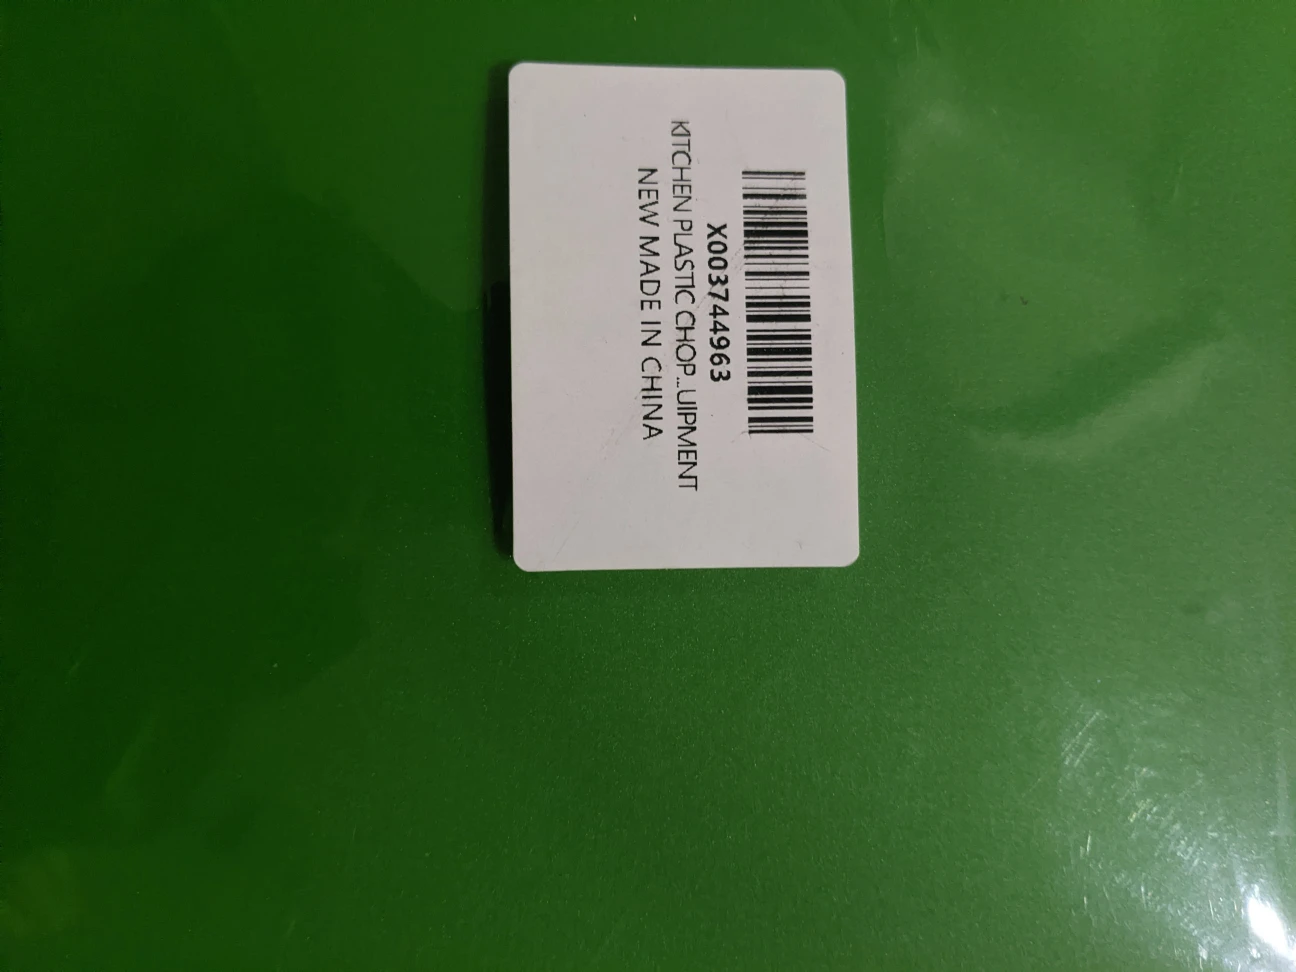 X003744963
KITCHEN PLASTIC CHOP...UIPMENT
NEW MADE IN CHINA